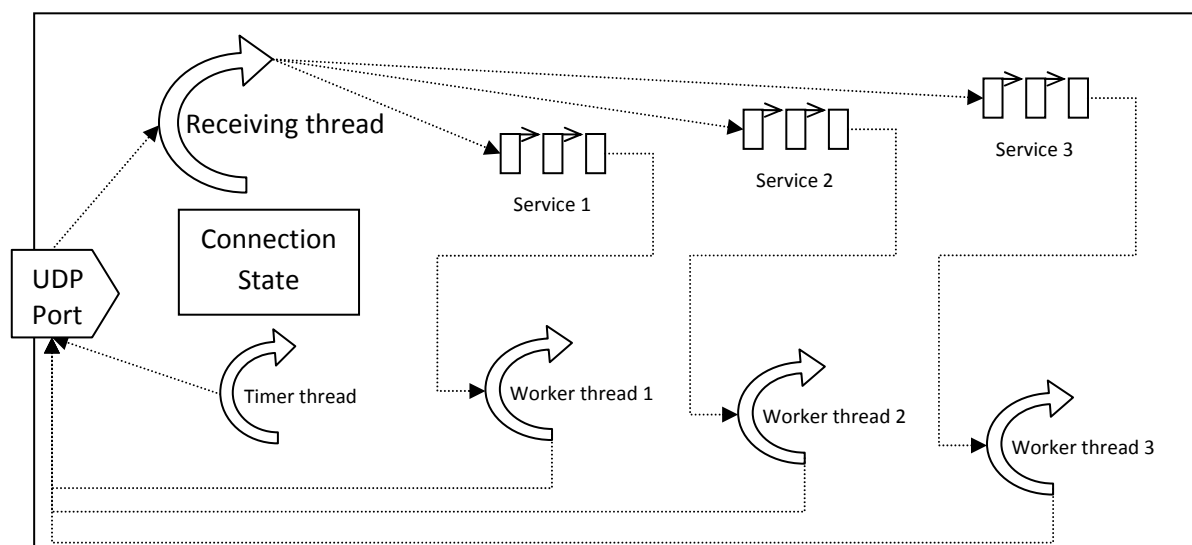 Receiving thread
Service 1
Service 2
Service 3
Connection
State
UDP
Port
Timer thread
Worker thread 1
Worker thread 2
Worker thread 3